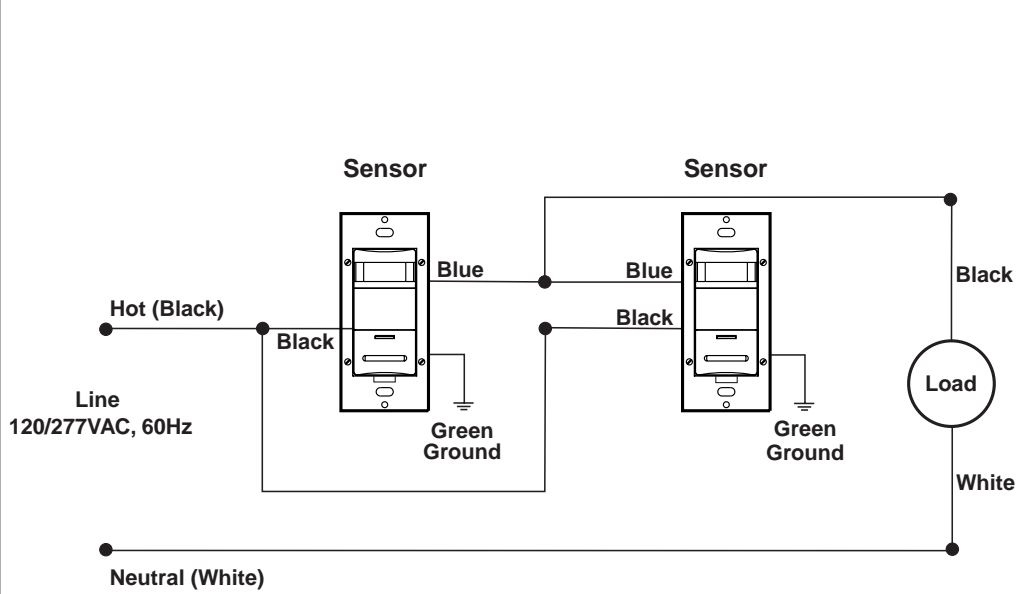 Sensor
Sensor
Blue
Blue
Black
Hot (Black)
Black
Black
Line
120/277VAC, 60Hz
Load
Green
Ground
Green
Ground
White
Neutral (White)